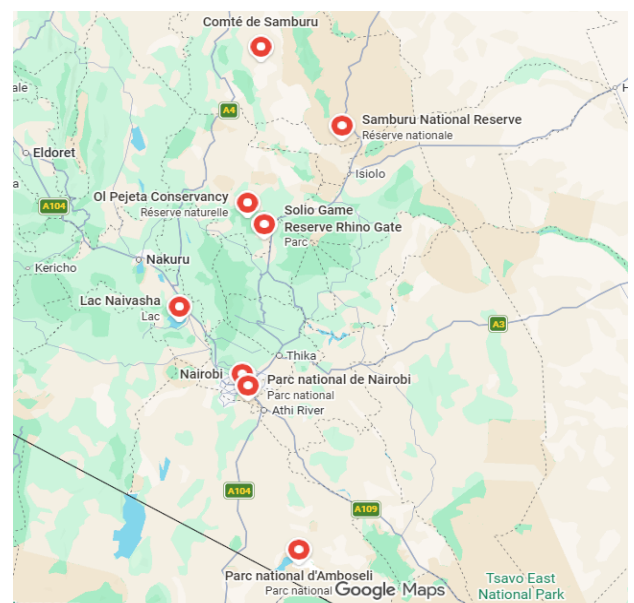 Comté de Samburu
ale
A4
H
Samburu National Reserve
Réserve nationale
Eldoret
Isiolo
a
A104
Ol Pejeta Conservancy
Réserve naturelle
Solio Game
Reserve Rhino Gate
Parc
Nakuru
Kericho
Lac Naivasha
Lac
A3
Thika
Nairobi
Parc national de Nairobi
Parc national
Athi River
A104
A109
Parc national d'Amboseli
Parc national
Google Maps
Tsavo East
National Park